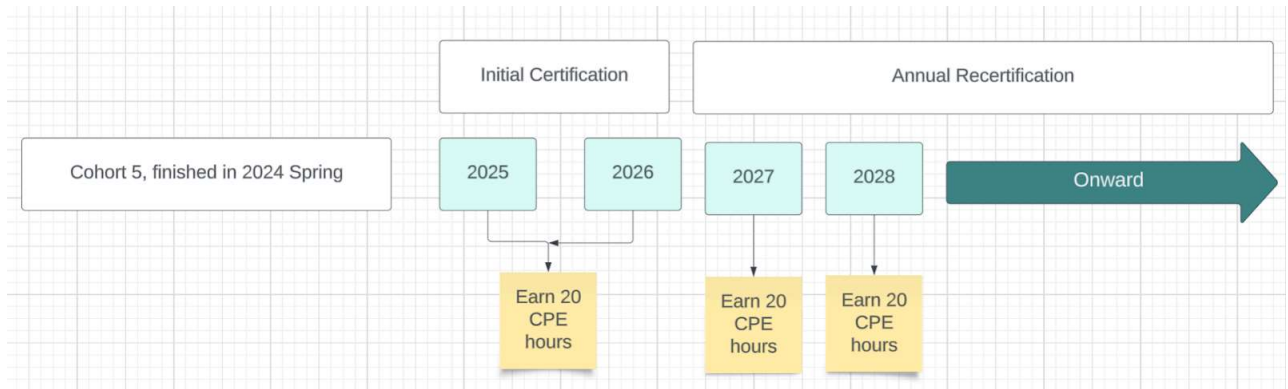 Initial Certification
Annual Recertification
Cohort 5, finished in 2024 Spring
2025
2026
2027
2028
Onward
Earn 20
CPE
hours
Earn 20
CPE
hours
Earn 20
CPE
hours